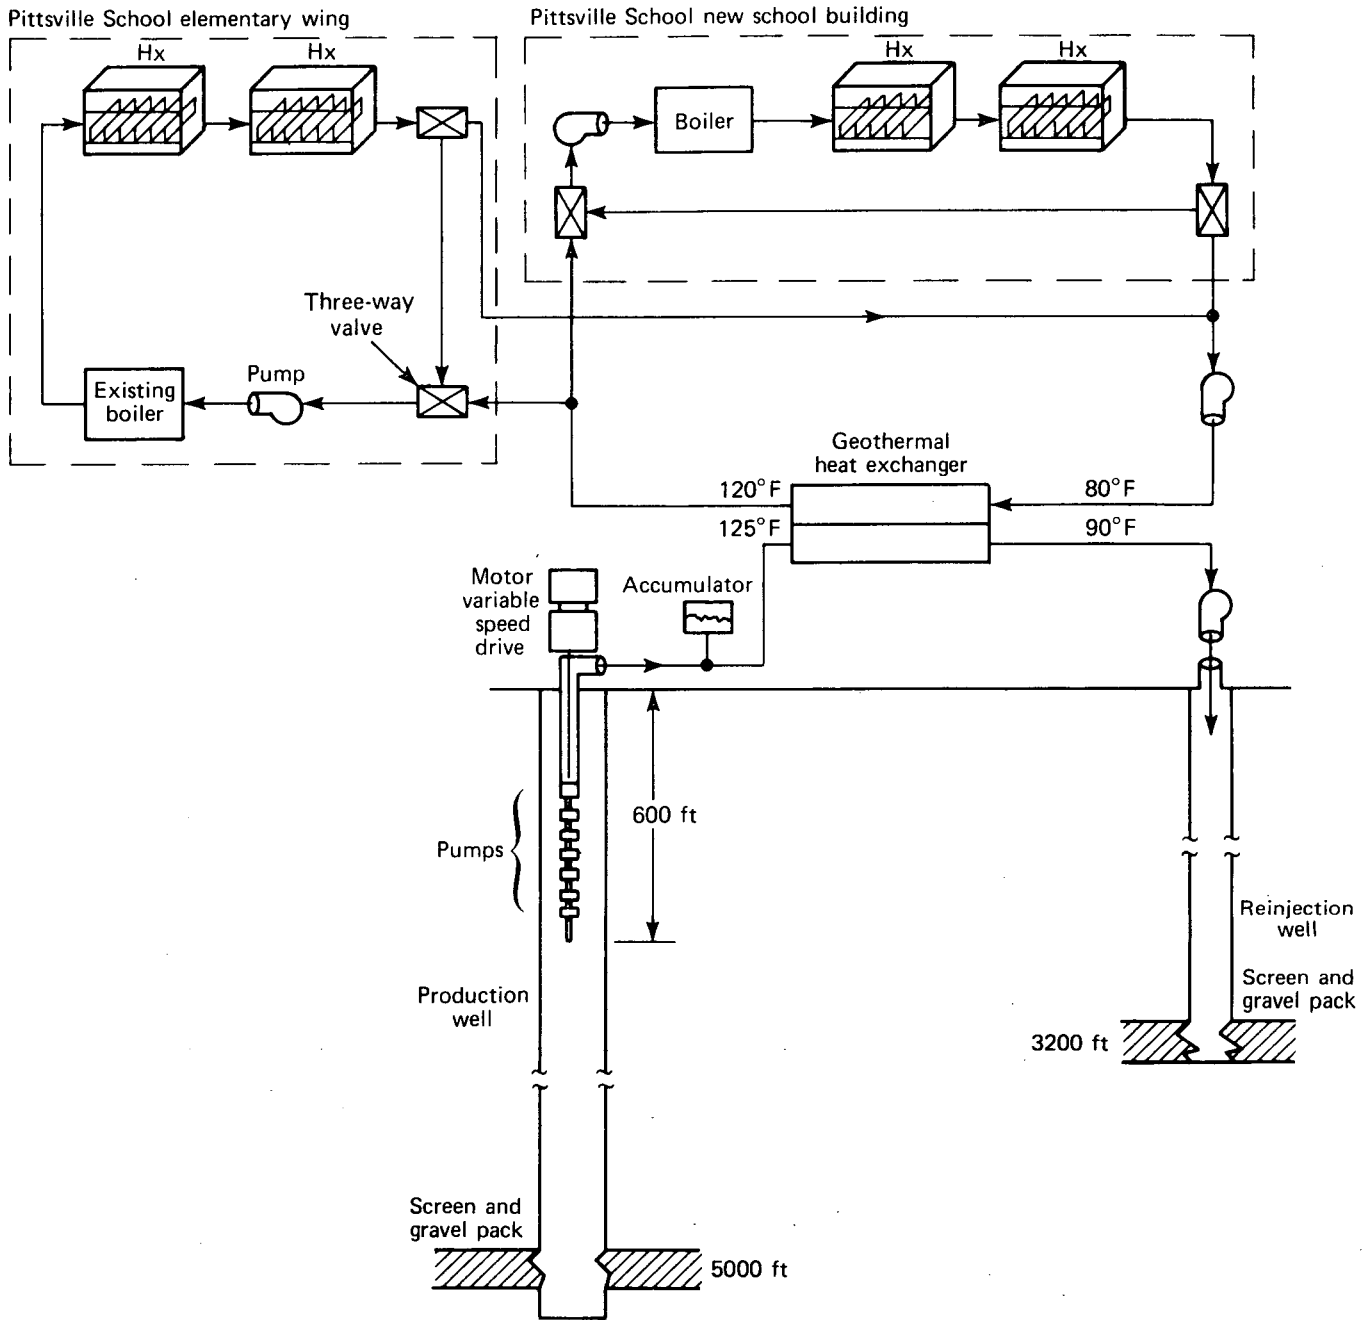 Pittsville School elementary wing
Pittsville School new school building
Hx
Hx
Hx
Hx
Boiler
Three-way
valve
Existing
boiler
Pump
Geothermal
heat exchanger
120°F
80°F
125°F
90°F
Motor
variable
speed
drive
Accumulator
600 ft
Pumps
Reinjection
well
Production
well
Screen and
gravel pack
3200 ft
Screen and
gravel pack
5000 ft